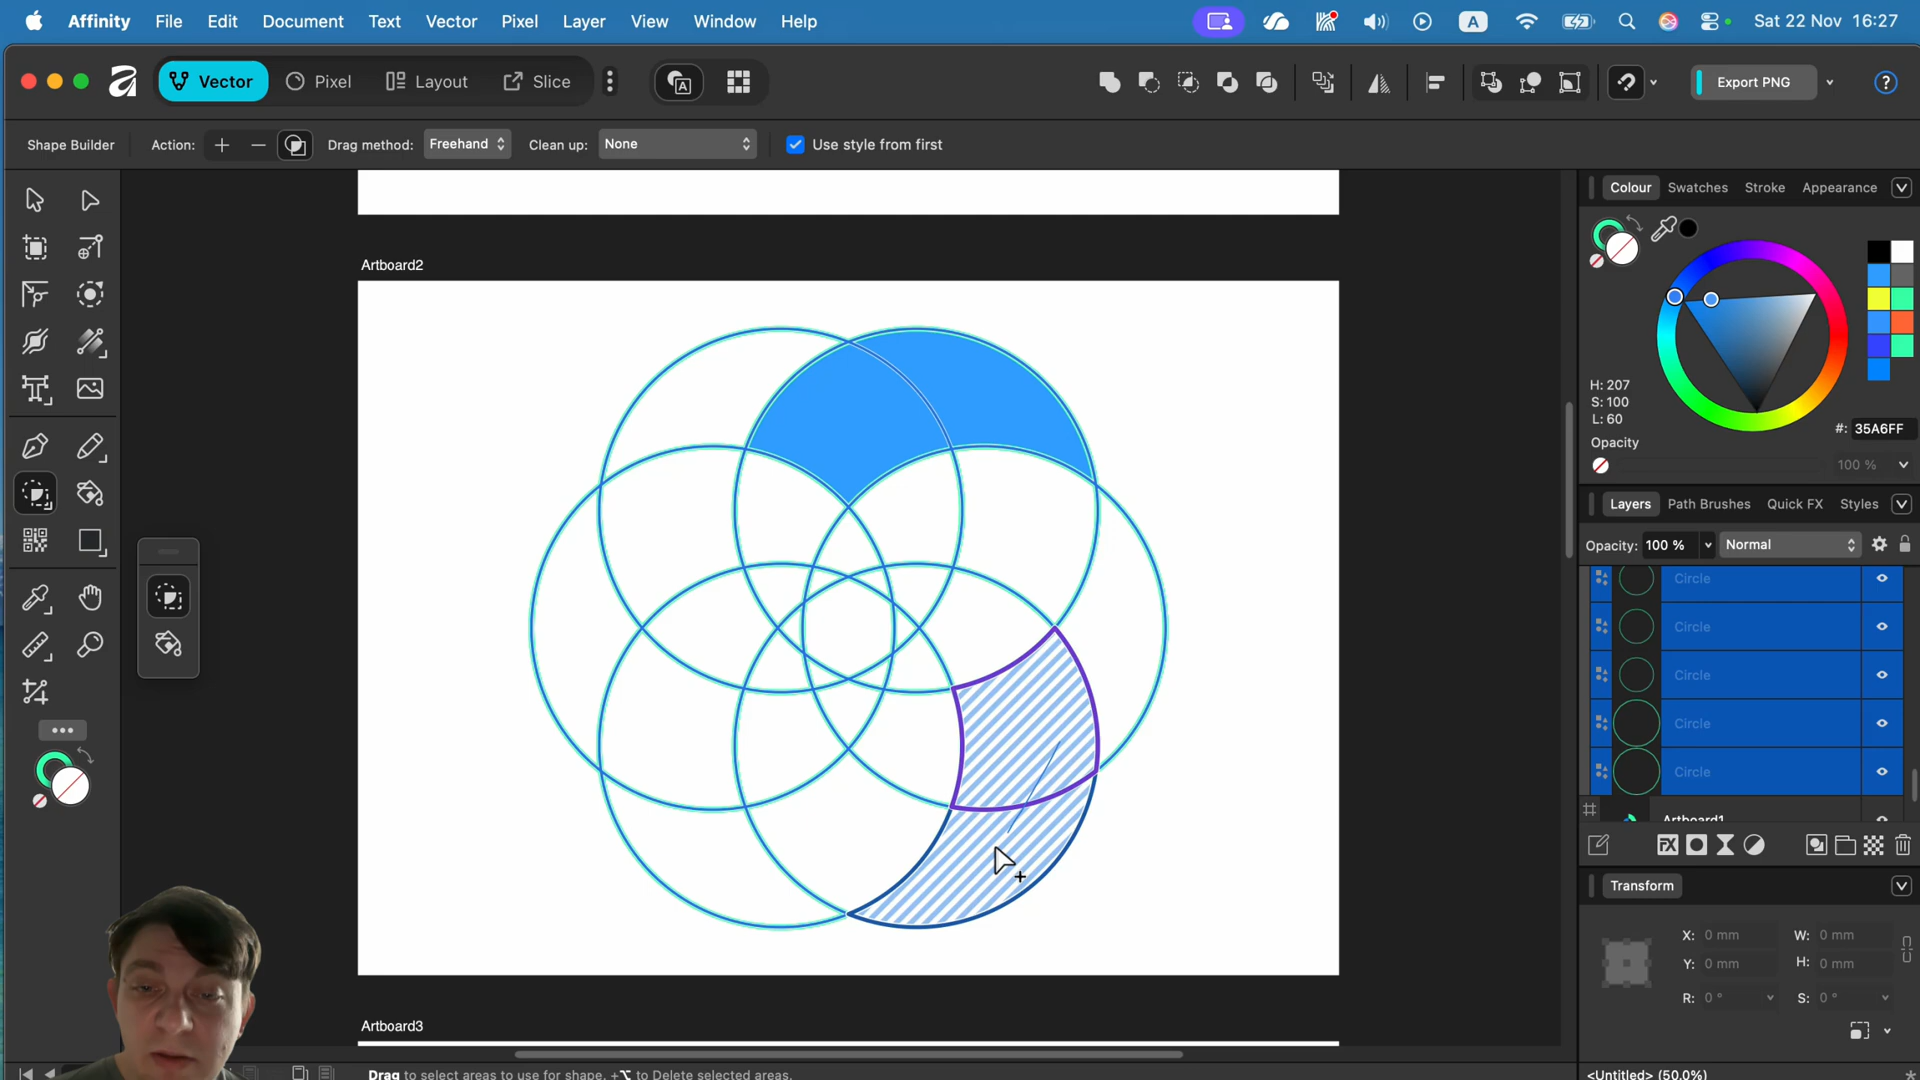 Affinity File Edit Document Text Vector Pixel Layer View Window Help A Sat 22 Nov 16:27
Vector Pixel Layout Slice Export PNG
Shape Builder Action: Drag method: Freehand Clean up: None Use style from first
Colour Swatches Stroke Appearance
Artboard2
H: 207
S: 100
L: 60
#: 35A6FF
Opacity
100 %
Layers Path Brushes Quick FX Styles
Opacity: 100 % Normal
Circle
Circle
Circle
Circle
Circle
Artboard1
FX
Transform
X: 0 mm W: 0 mm
Y: 0 mm H: 0 mm
R: 0 ° S: 0 °
Artboard3
Drag to select areas to use for shape. +⌥ to Delete selected areas.
<Untitled> (50.0%)